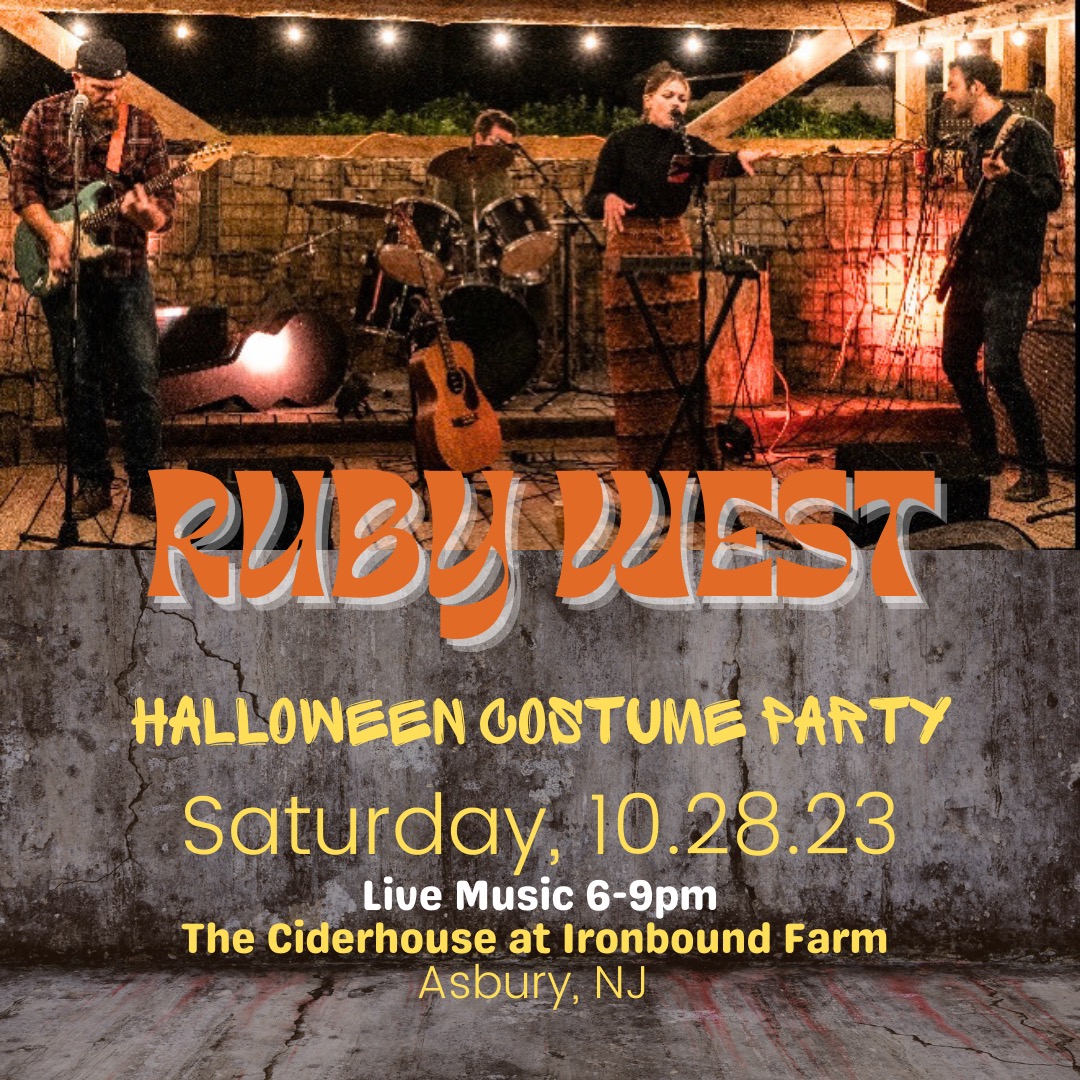 RUBY WEST
HALLOWEEN COSTUME PARTY
Saturday, 10.28.23
Live Music 6-9pm
The Ciderhouse at Ironbound Farm
Asbury, NJ